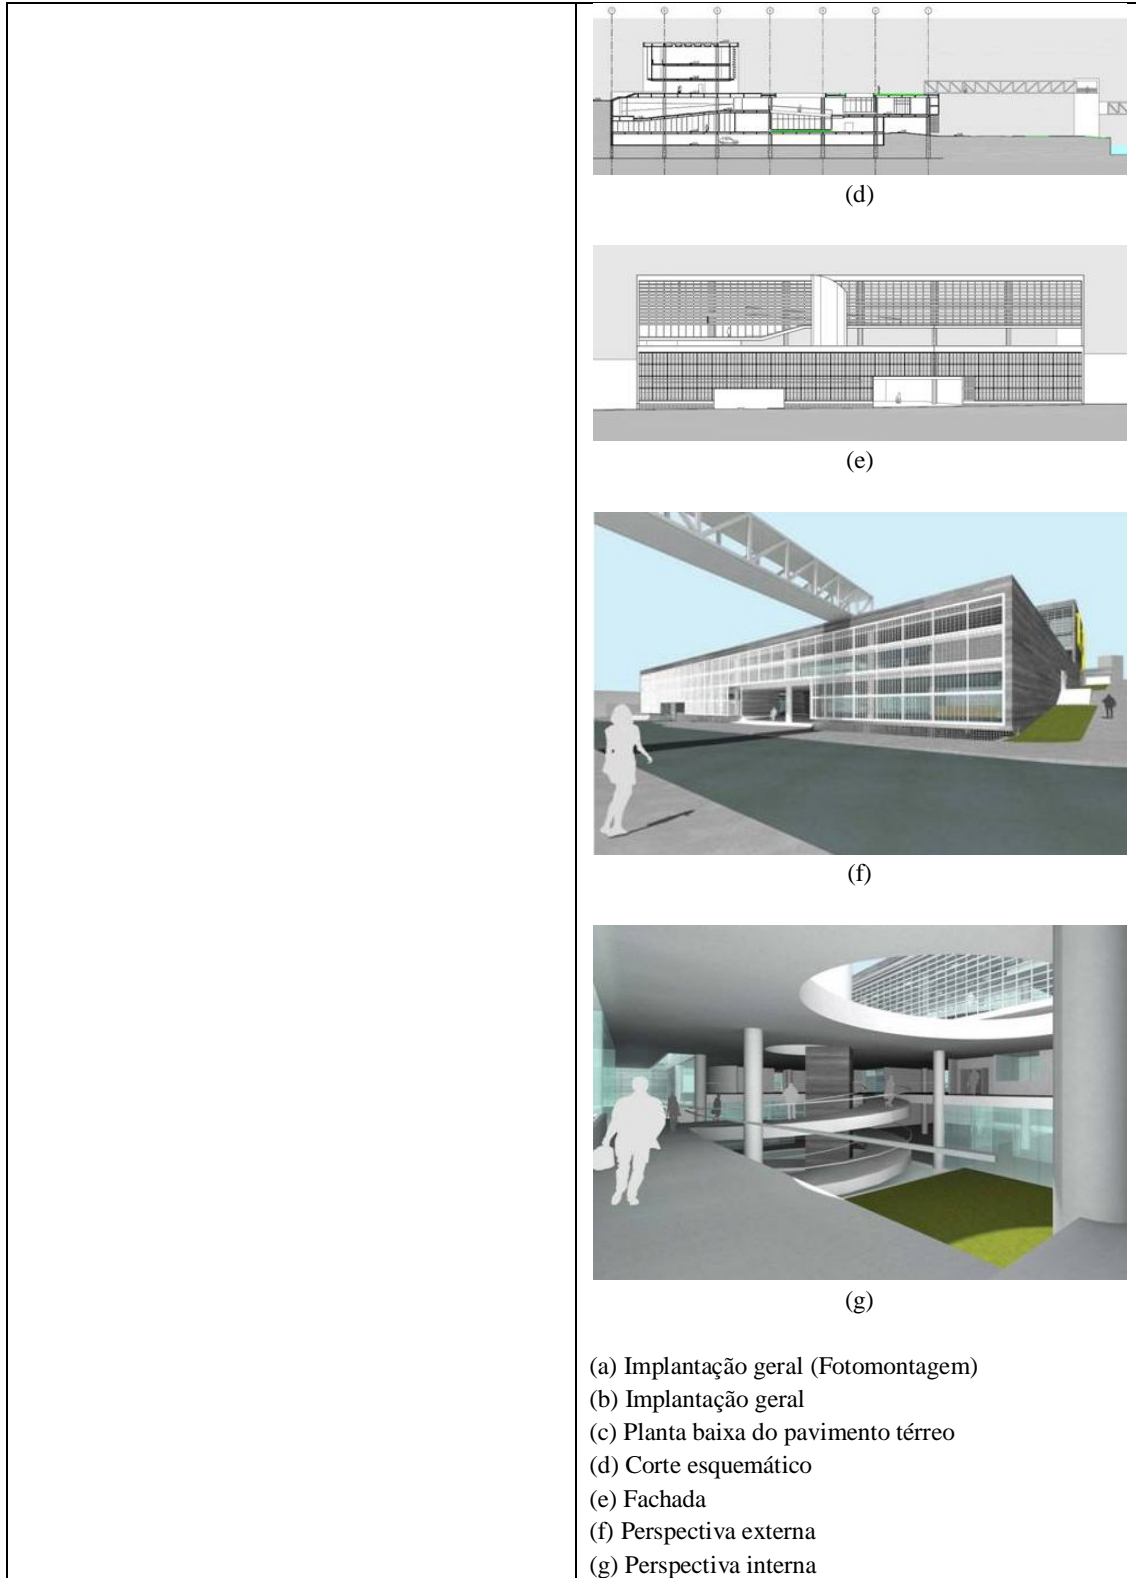 (d)
(e)
(f)
(g)
(a) Implantação geral (Fotomontagem)
(b) Implantação geral
(c) Planta baixa do pavimento térreo
(d) Corte esquemático
(e) Fachada
(f) Perspectiva externa
(g) Perspectiva interna